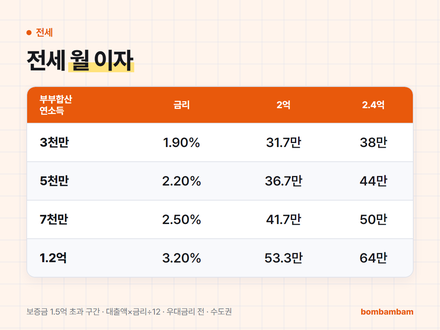 전세
전세 월 이자
부부합산
연소득
금리
2억
2.4억
3천만
1.90%
31.7만
38만
5천만
2.20%
36.7만
44만
7천만
2.50%
41.7만
50만
1.2억
3.20%
53.3만
64만
보증금 1.5억 초과 구간 · 대출액×금리÷12 · 우대금리 전 · 수도권
bombambam